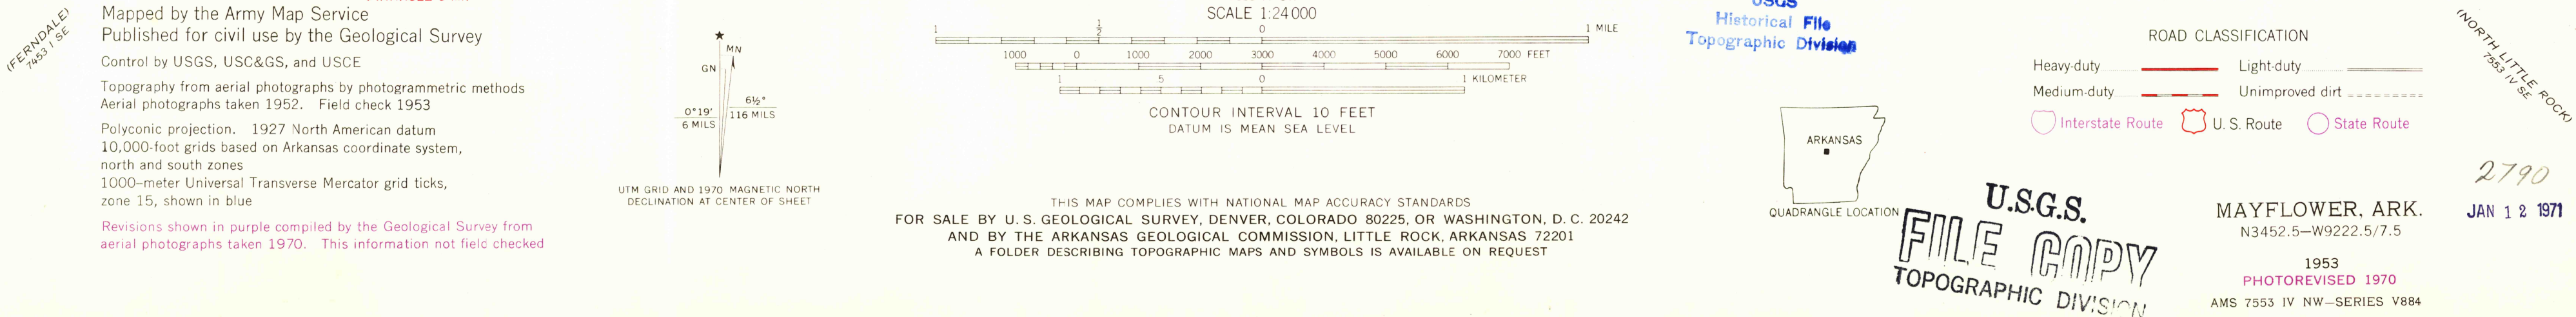 (FERNDALE)
7453 I SE
Mapped by the Army Map Service
Published for civil use by the Geological Survey
Control by USGS, USC&GS, and USCE
Topography from aerial photographs by photogrammetric methods
Aerial photographs taken 1952. Field check 1953
Polyconic projection. 1927 North American datum
10,000-foot grids based on Arkansas coordinate system,
north and south zones
1000–meter Universal Transverse Mercator grid ticks,
zone 15, shown in blue
Revisions shown in purple compiled by the Geological Survey from
aerial photographs taken 1970. This information not field checked
★
MN
GN
0°19'
6 MILS
6½°
116 MILS
UTM GRID AND 1970 MAGNETIC NORTH
DECLINATION AT CENTER OF SHEET
SCALE 1:24 000
1 ½ 0 1 MILE
1000 0 1000 2000 3000 4000 5000 6000 7000 FEET
1 .5 0 1 KILOMETER
CONTOUR INTERVAL 10 FEET
DATUM IS MEAN SEA LEVEL
THIS MAP COMPLIES WITH NATIONAL MAP ACCURACY STANDARDS
FOR SALE BY U. S. GEOLOGICAL SURVEY, DENVER, COLORADO 80225, OR WASHINGTON, D. C. 20242
AND BY THE ARKANSAS GEOLOGICAL COMMISSION, LITTLE ROCK, ARKANSAS 72201
A FOLDER DESCRIBING TOPOGRAPHIC MAPS AND SYMBOLS IS AVAILABLE ON REQUEST
USGS
Historical File
Topographic Division
ARKANSAS
QUADRANGLE LOCATION
U.S.G.S.
FILE COPY
TOPOGRAPHIC DIVISION
ROAD CLASSIFICATION
Heavy-duty Light-duty
Medium-duty Unimproved dirt
Interstate Route U. S. Route State Route
(NORTH LITTLE ROCK)
7553 IV SE
2790
JAN 12 1971
MAYFLOWER, ARK.
N3452.5—W9222.5/7.5
1953
PHOTOREVISED 1970
AMS 7553 IV NW—SERIES V884